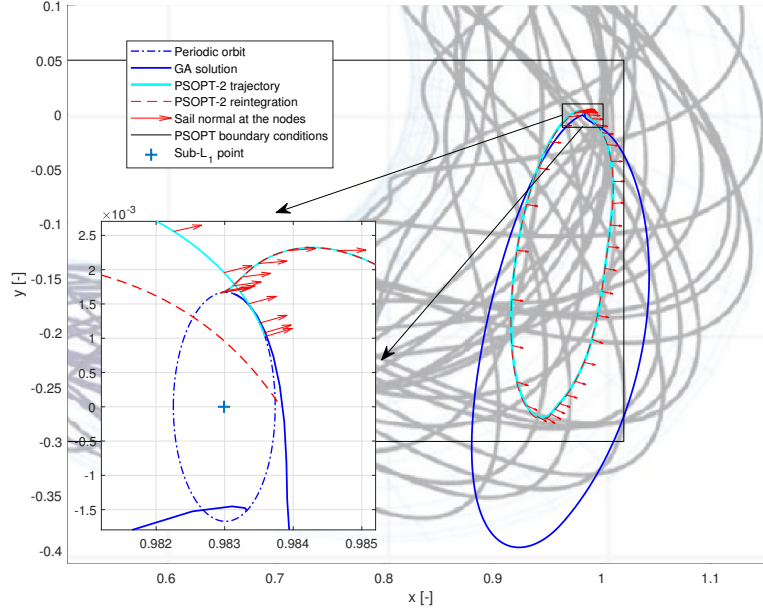 0.1
0.05
0
-0.05
-0.1
-0.15
-0.2
-0.25
-0.3
-0.35
-0.4
y [-]
Periodic orbit
GA solution
PSOPT-2 trajectory
PSOPT-2 reintegration
Sail normal at the nodes
PSOPT boundary conditions
Sub-L₁ point
×10⁻³
2.5
2
1.5
1
0.5
0
-0.5
-1
-1.5
0.982 0.983 0.984 0.985
0.6 0.7 0.8 0.9 1 1.1
x [-]